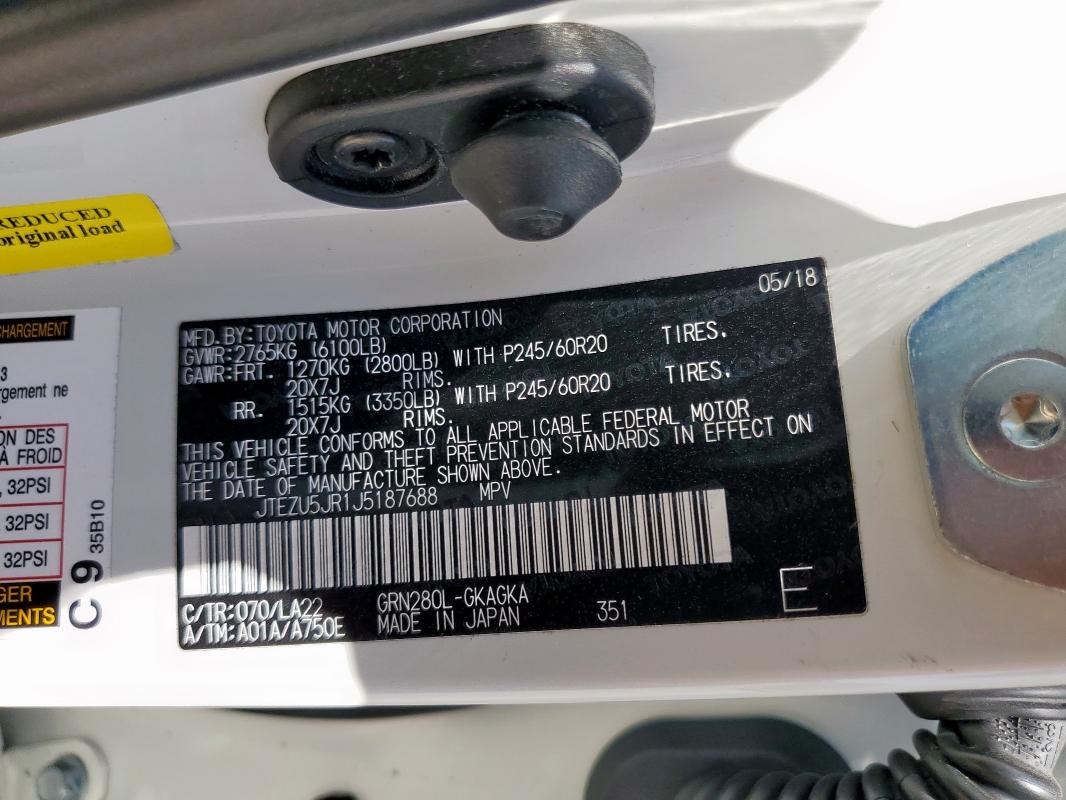 REDUCED
original load
CHARGEMENT
3
rgement ne
ON DES
À FROID
, 32PSI
, 32PSI
32PSI
GER
MENTS
C 9
35B10
05/18
MFD.BY:TOYOTA MOTOR CORPORATION
GVWR:2765KG (6100LB)
GAWR:FRT. 1270KG (2800LB) WITH P245/60R20 TIRES.
20X7J RIMS.
RR. 1515KG (3350LB) WITH P245/60R20 TIRES.
20X7J RIMS.
THIS VEHICLE CONFORMS TO ALL APPLICABLE FEDERAL MOTOR
VEHICLE SAFETY AND THEFT PREVENTION STANDARDS IN EFFECT ON
THE DATE OF MANUFACTURE SHOWN ABOVE.
JTEZU5JR1J5187688 MPV
C/TR:070/LA22 GRN280L-GKAGKA
A/TM:A01A/A750E MADE IN JAPAN 351
E